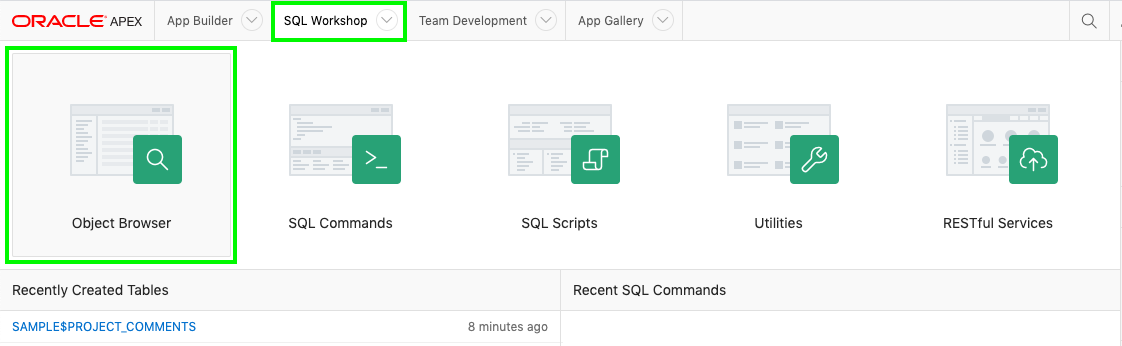 ORACLE APEX App Builder SQL Workshop Team Development App Gallery
Object Browser SQL Commands SQL Scripts Utilities RESTful Services
Recently Created Tables Recent SQL Commands
SAMPLE$PROJECT_COMMENTS 8 minutes ago